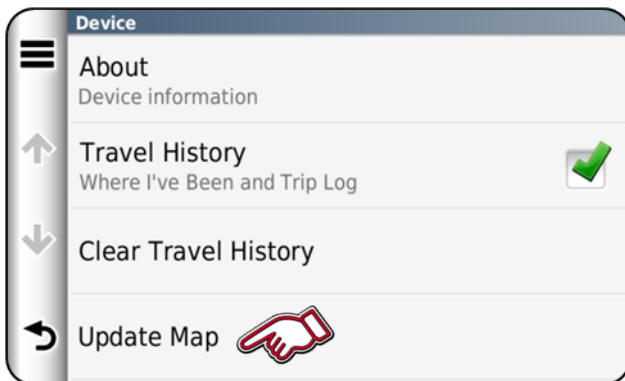 Device
About
Device information
Travel History
Where I've Been and Trip Log
Clear Travel History
Update Map